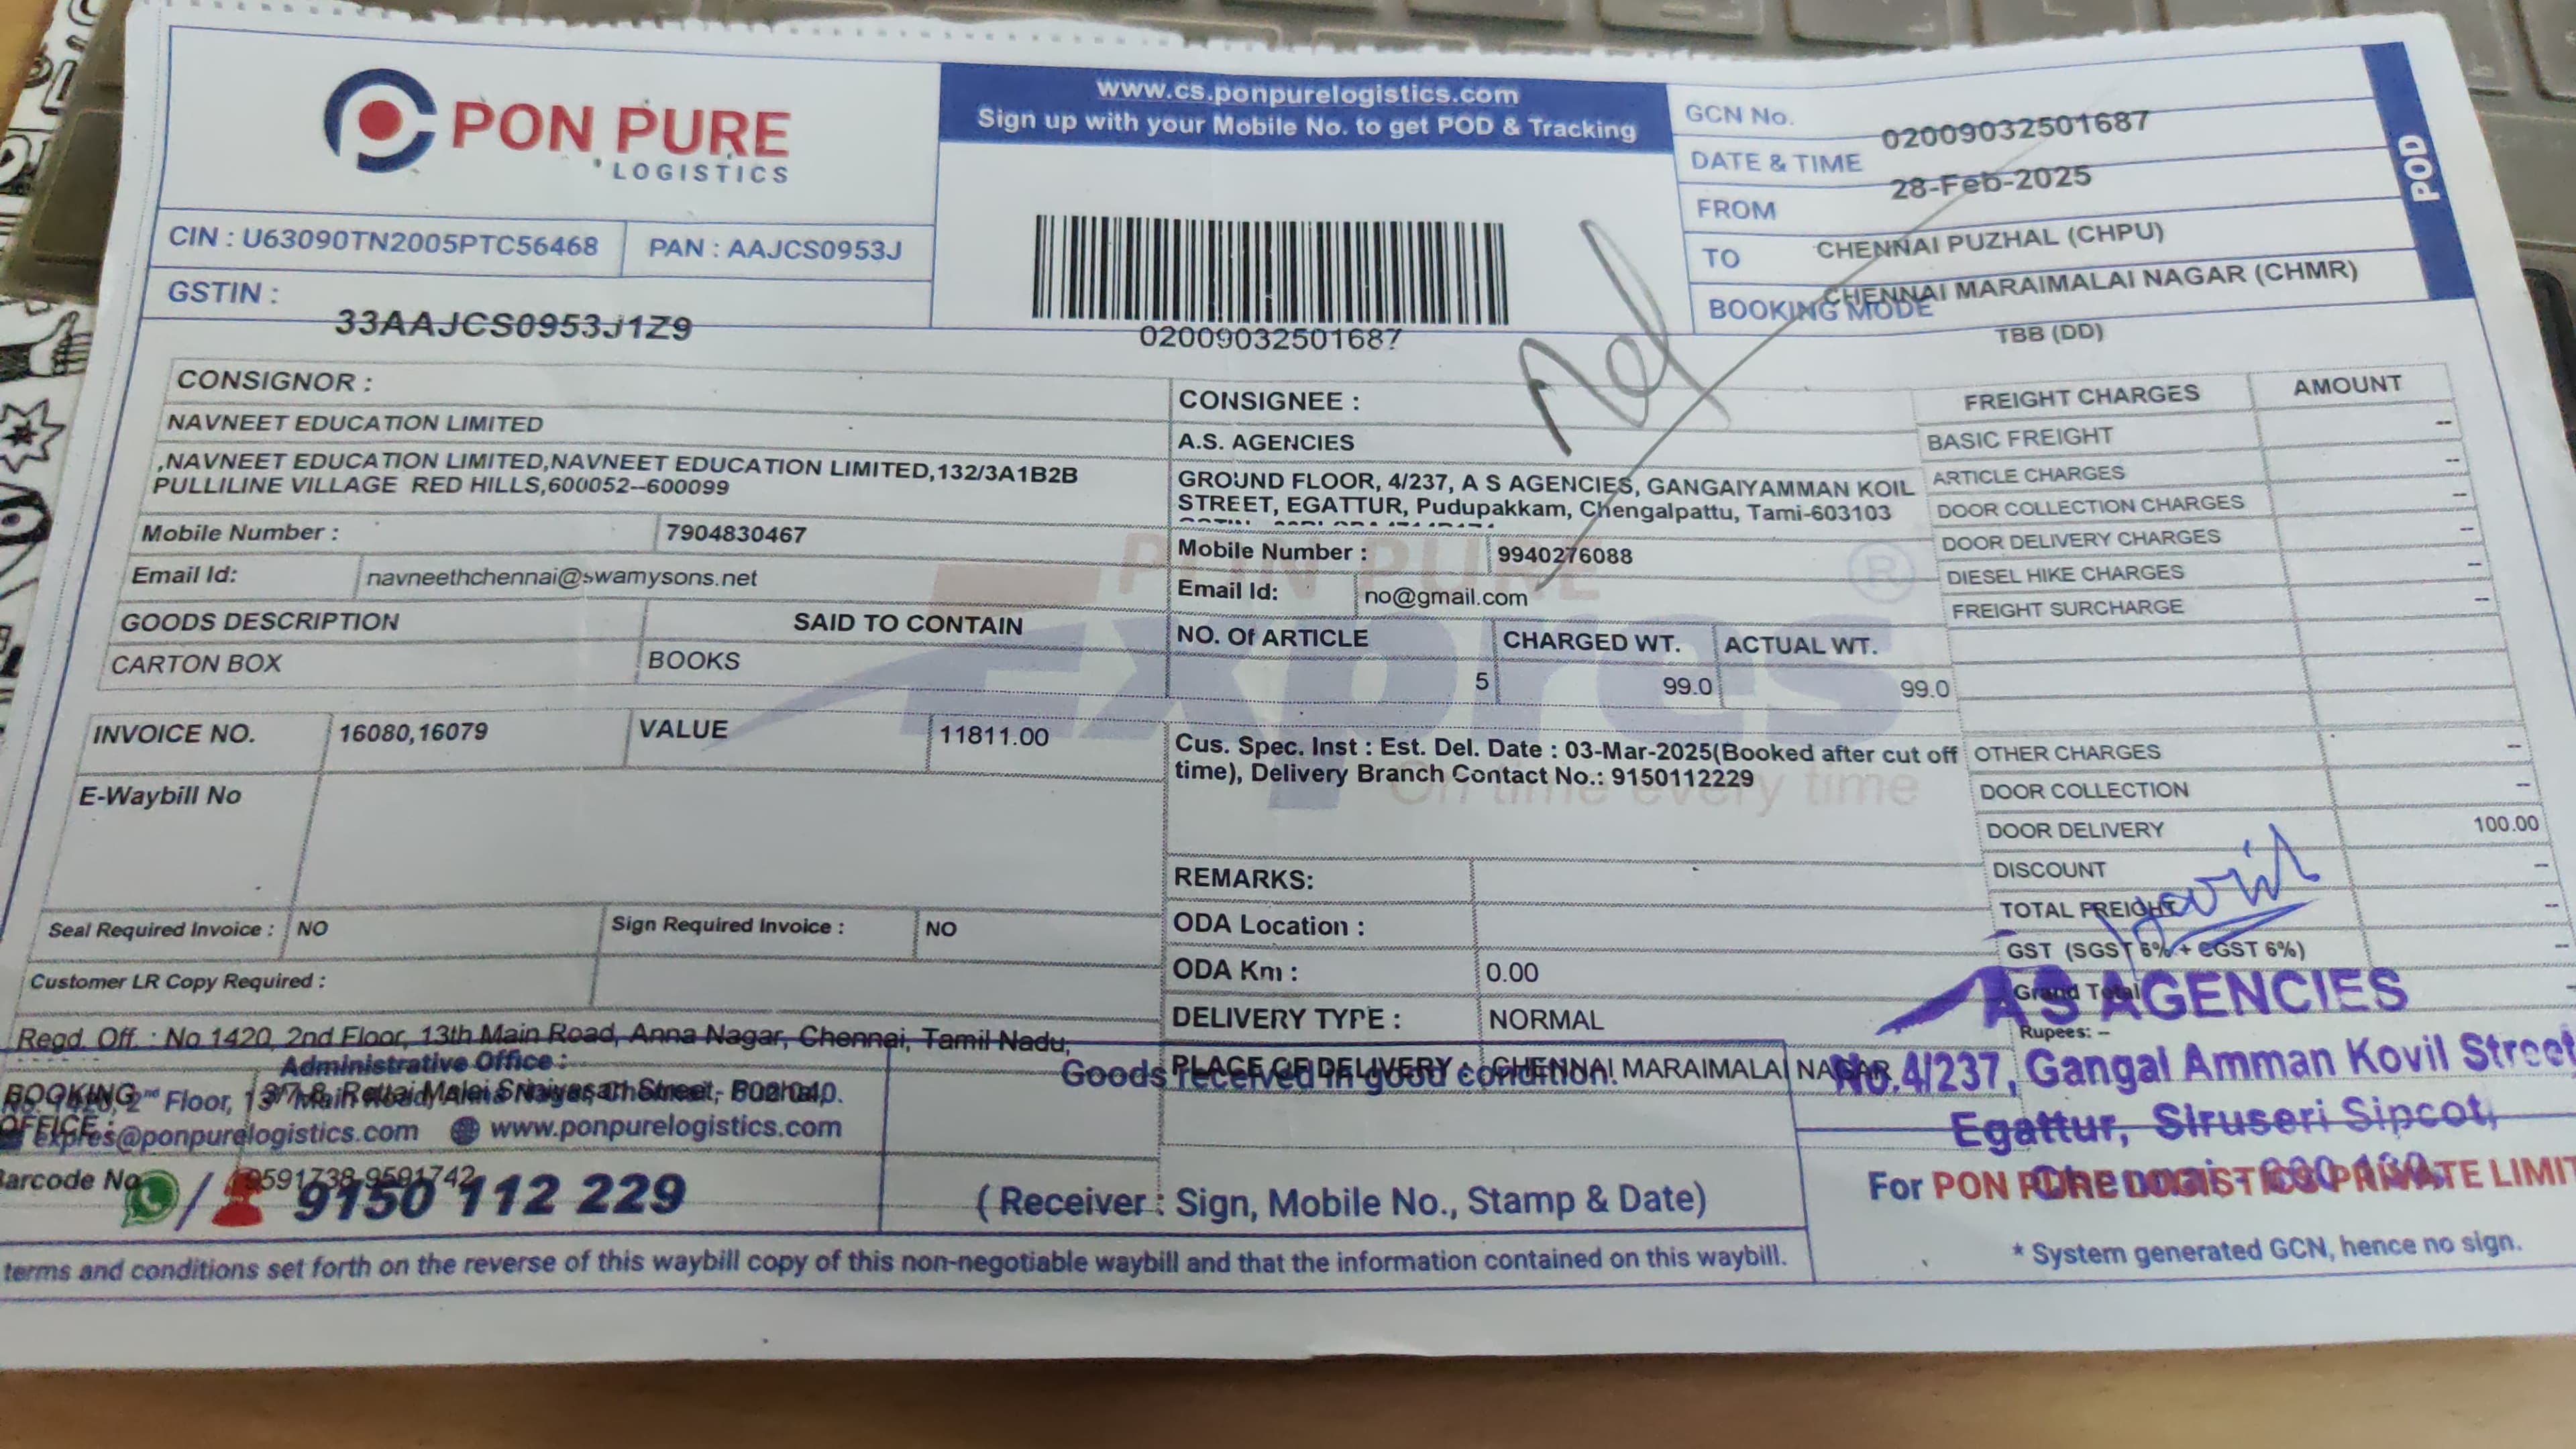 PON PURE
LOGISTICS
www.cs.ponpurelogistics.com
Sign up with your Mobile No. to get POD & Tracking
POD
GCN No. 02009032501687
DATE & TIME 28-Feb-2025
FROM CHENNAI PUZHAL (CHPU)
TO CHENNAI MARAIMALAI NAGAR (CHMR)
BOOKING MODE TBB (DD)
CIN : U63090TN2005PTC56468 PAN : AAJCS0953J
GSTIN : 33AAJCS0953J1Z9
02009032501687
CONSIGNOR :
NAVNEET EDUCATION LIMITED
,NAVNEET EDUCATION LIMITED,NAVNEET EDUCATION LIMITED,132/3A1B2B
PULLILINE VILLAGE RED HILLS,600052--600099
Mobile Number : 7904830467
Email Id: navneethchennai@swamysons.net
GOODS DESCRIPTION SAID TO CONTAIN
CARTON BOX BOOKS
CONSIGNEE :
A.S. AGENCIES
GROUND FLOOR, 4/237, A S AGENCIES, GANGAIYAMMAN KOIL
STREET, EGATTUR, Pudupakkam, Chengalpattu, Tami-603103
Mobile Number : 9940276088
Email Id: no@gmail.com
NO. Of ARTICLE CHARGED WT. ACTUAL WT.
5 99.0 99.0
PON PURE
Expres ®
On time every time
FREIGHT CHARGES AMOUNT
BASIC FREIGHT --
ARTICLE CHARGES --
DOOR COLLECTION CHARGES --
DOOR DELIVERY CHARGES --
DIESEL HIKE CHARGES --
FREIGHT SURCHARGE --
OTHER CHARGES --
DOOR COLLECTION --
DOOR DELIVERY 100.00
DISCOUNT --
TOTAL FREIGHT --
GST (SGST 6% + CGST 6%) --
Grand Total
Rupees: --
INVOICE NO. 16080,16079 VALUE 11811.00
E-Waybill No
Seal Required Invoice : NO Sign Required Invoice : NO
Customer LR Copy Required :
Cus. Spec. Inst : Est. Del. Date : 03-Mar-2025(Booked after cut off
time), Delivery Branch Contact No.: 9150112229
REMARKS:
ODA Location :
ODA Km : 0.00
DELIVERY TYPE : NORMAL
PLACE OF DELIVERY : CHENNAI MARAIMALAI NAGAR
Goods received in good condition.
Regd. Off. : No 1420, 2nd Floor, 13th Main Road, Anna Nagar, Chennai, Tamil Nadu,
Administrative Office :
BOOKING
OFFICE :
expres@ponpurelogistics.com www.ponpurelogistics.com
Barcode No 9591738-9591742
9150 112 229
(Receiver : Sign, Mobile No., Stamp & Date)
A S AGENCIES
No.4/237, Gangai Amman Kovil Street,
Egattur, Siruseri Sipcot,
For PON PURE LOGISTICS PRIVATE LIMIT
* System generated GCN, hence no sign.
terms and conditions set forth on the reverse of this waybill copy of this non-negotiable waybill and that the information contained on this waybill.